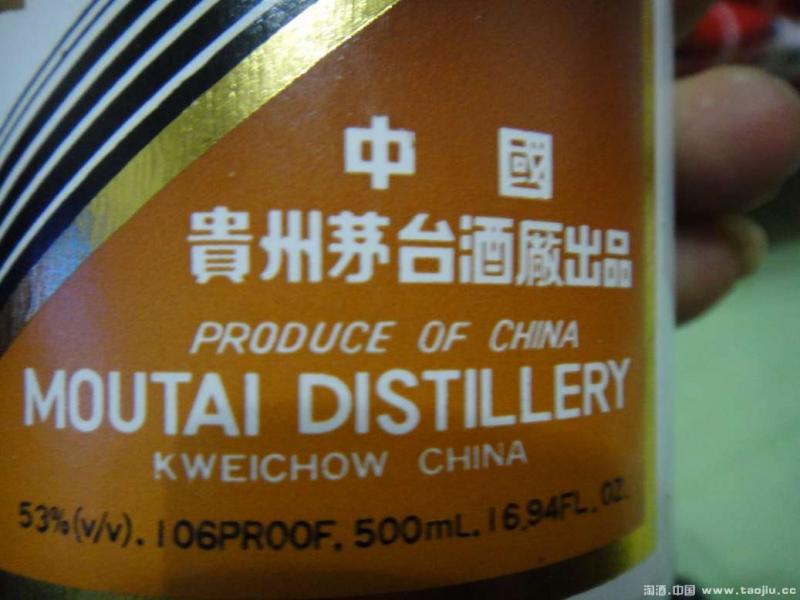 中國
貴州茅台酒廠出品
PRODUCE OF CHINA
MOUTAI DISTILLERY
KWEICHOW CHINA
53%(v/v). 106PROOF. 500mL. 16.94FL. OZ.
淘酒.中国 www.taojiu.cc